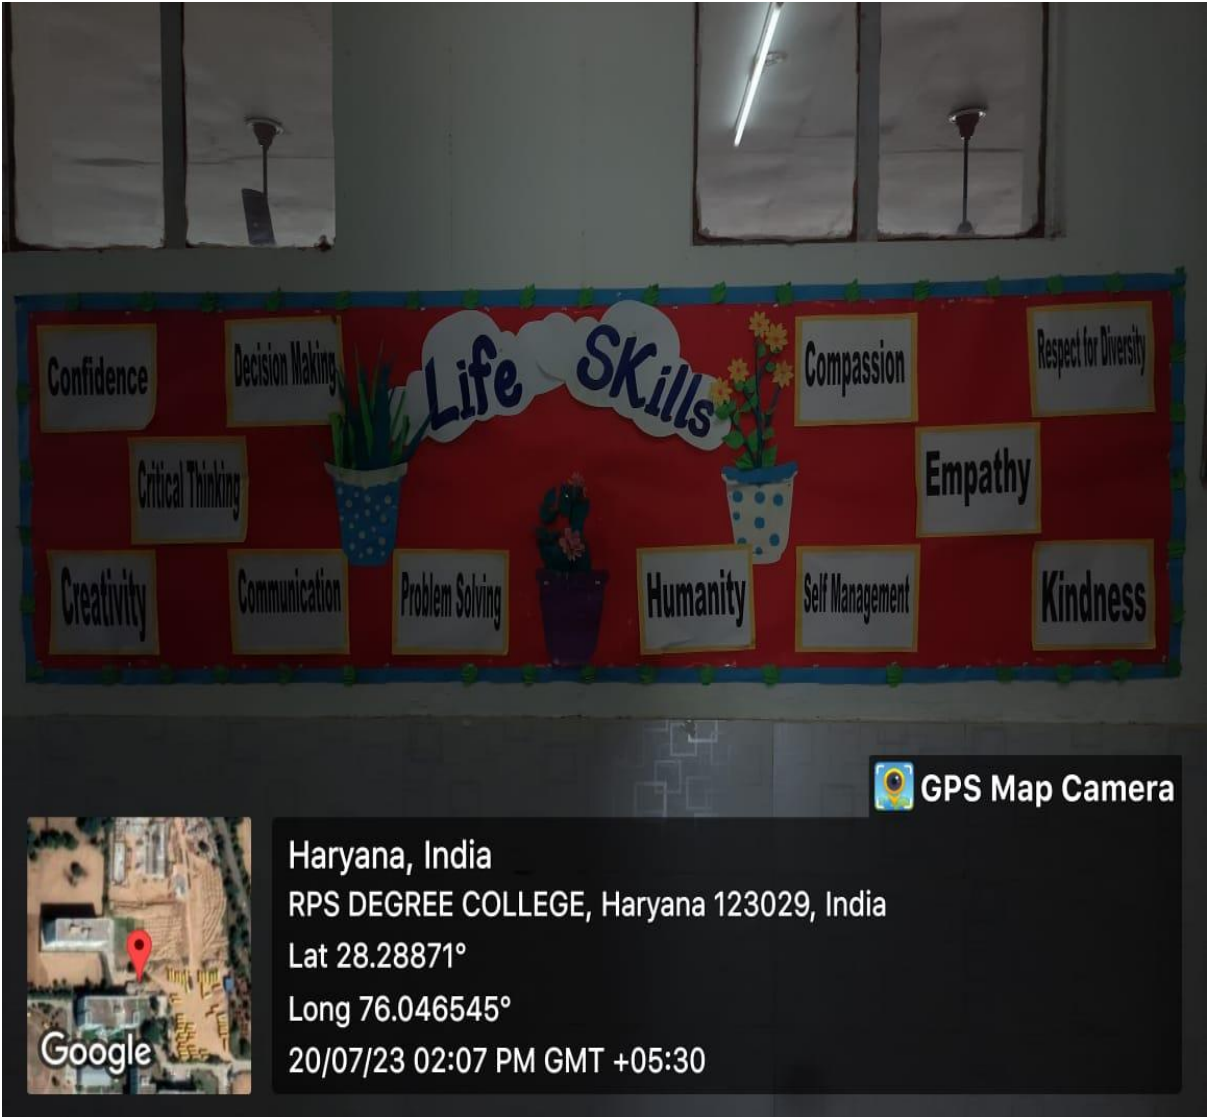 Life SKills
Confidence
Decision Making
Compassion
Respect for Diversity
Critical Thinking
Empathy
Creativity
Communication
Problem Solving
Humanity
Self Management
Kindness
GPS Map Camera
Haryana, India
RPS DEGREE COLLEGE, Haryana 123029, India
Lat 28.28871°
Long 76.046545°
20/07/23 02:07 PM GMT +05:30
Google